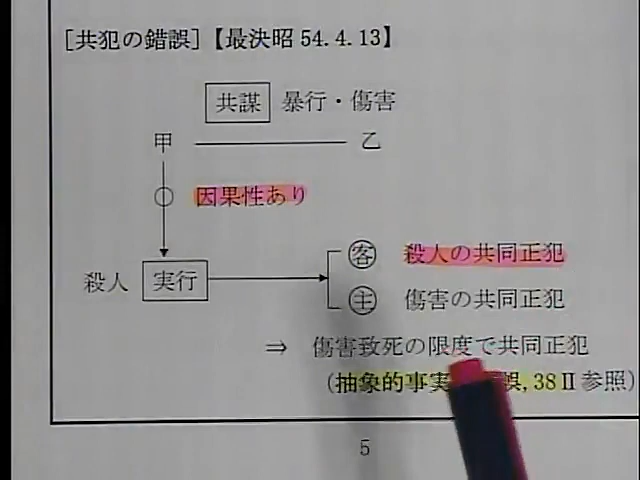 [共犯の錯誤]【最決昭 54.4.13】
共謀 暴行・傷害
甲 乙
因果性あり
客 殺人の共同正犯
殺人 実行
主 傷害の共同正犯
⇒ 傷害致死の限度で共同正犯
(抽象的事実 誤,38Ⅱ参照)
5